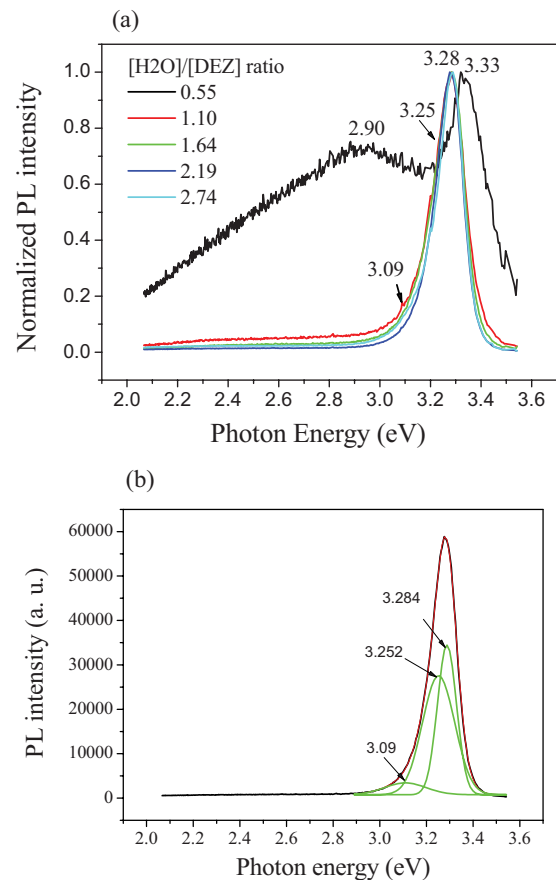 (a)
[H2O]/[DEZ] ratio
0.55
1.10
1.64
2.19
2.74
3.28
3.33
3.25
2.90
3.09
1.0
0.8
0.6
0.4
0.2
0.0
Normalized PL intensity
2.0 2.2 2.4 2.6 2.8 3.0 3.2 3.4 3.6
Photon Energy (eV)
(b)
60000
50000
40000
30000
20000
10000
0
PL intensity (a. u.)
3.284
3.252
3.09
2.0 2.2 2.4 2.6 2.8 3.0 3.2 3.4 3.6
Photon energy (eV)